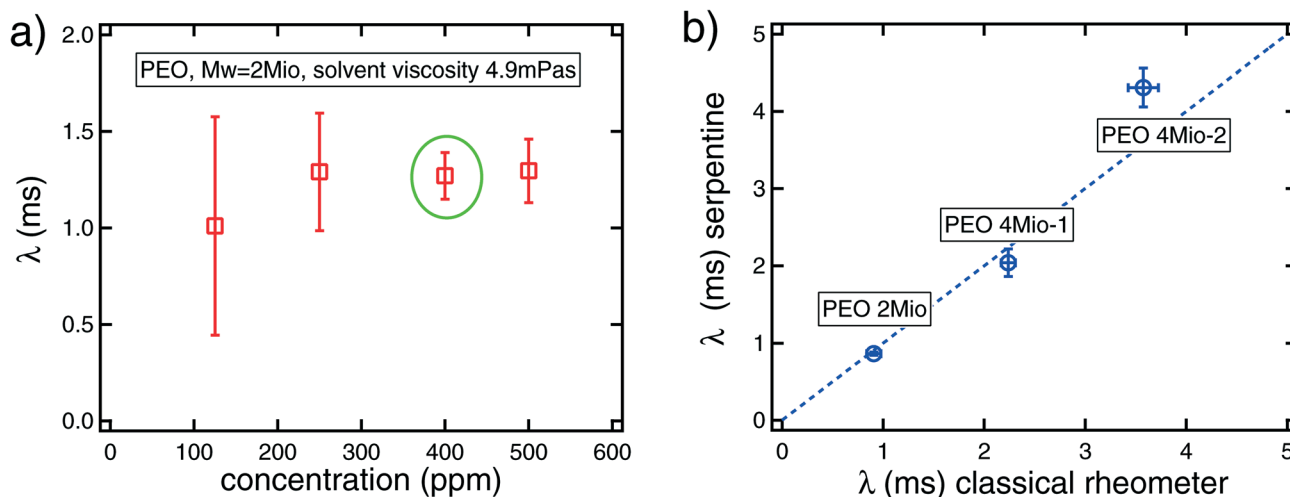 a)
PEO, Mw=2Mio, solvent viscosity 4.9mPas
2.0
1.5
1.0
0.5
0.0
λ (ms)
0
100
200
300
400
500
600
concentration (ppm)
b)
5
4
3
2
1
0
λ (ms) serpentine
PEO 4Mio-2
PEO 4Mio-1
PEO 2Mio
0
1
2
3
4
5
λ (ms) classical rheometer